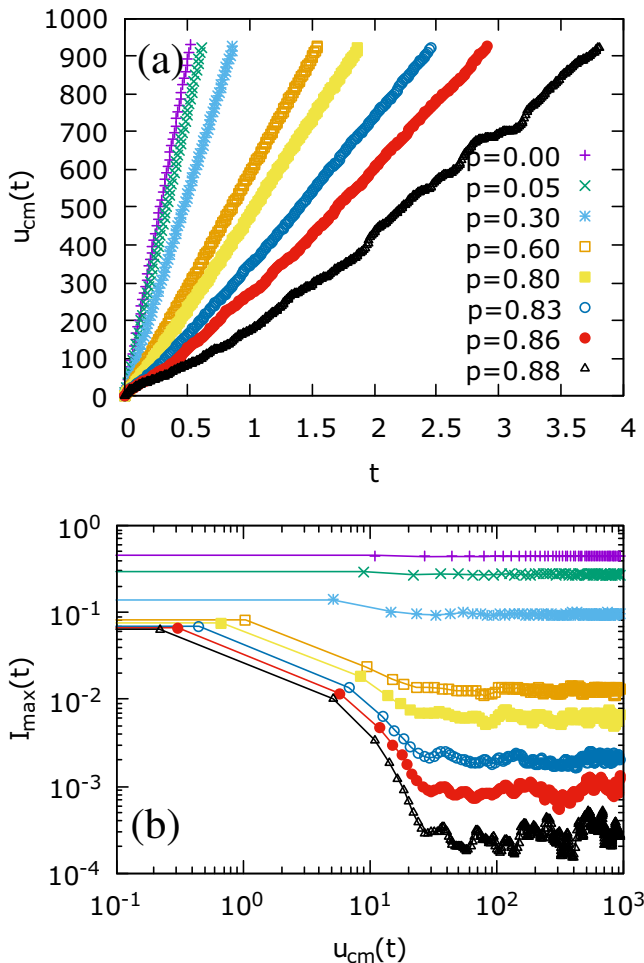 (a)
1000
900
800
700
600
500
400
300
200
100
0
u_cm(t)
p=0.00
p=0.05
p=0.30
p=0.60
p=0.80
p=0.83
p=0.86
p=0.88
0 0.5 1 1.5 2 2.5 3 3.5 4
t
10^0
10^-1
10^-2
10^-3
10^-4
I_max(t)
(b)
10^-1 10^0 10^1 10^2 10^3
u_cm(t)